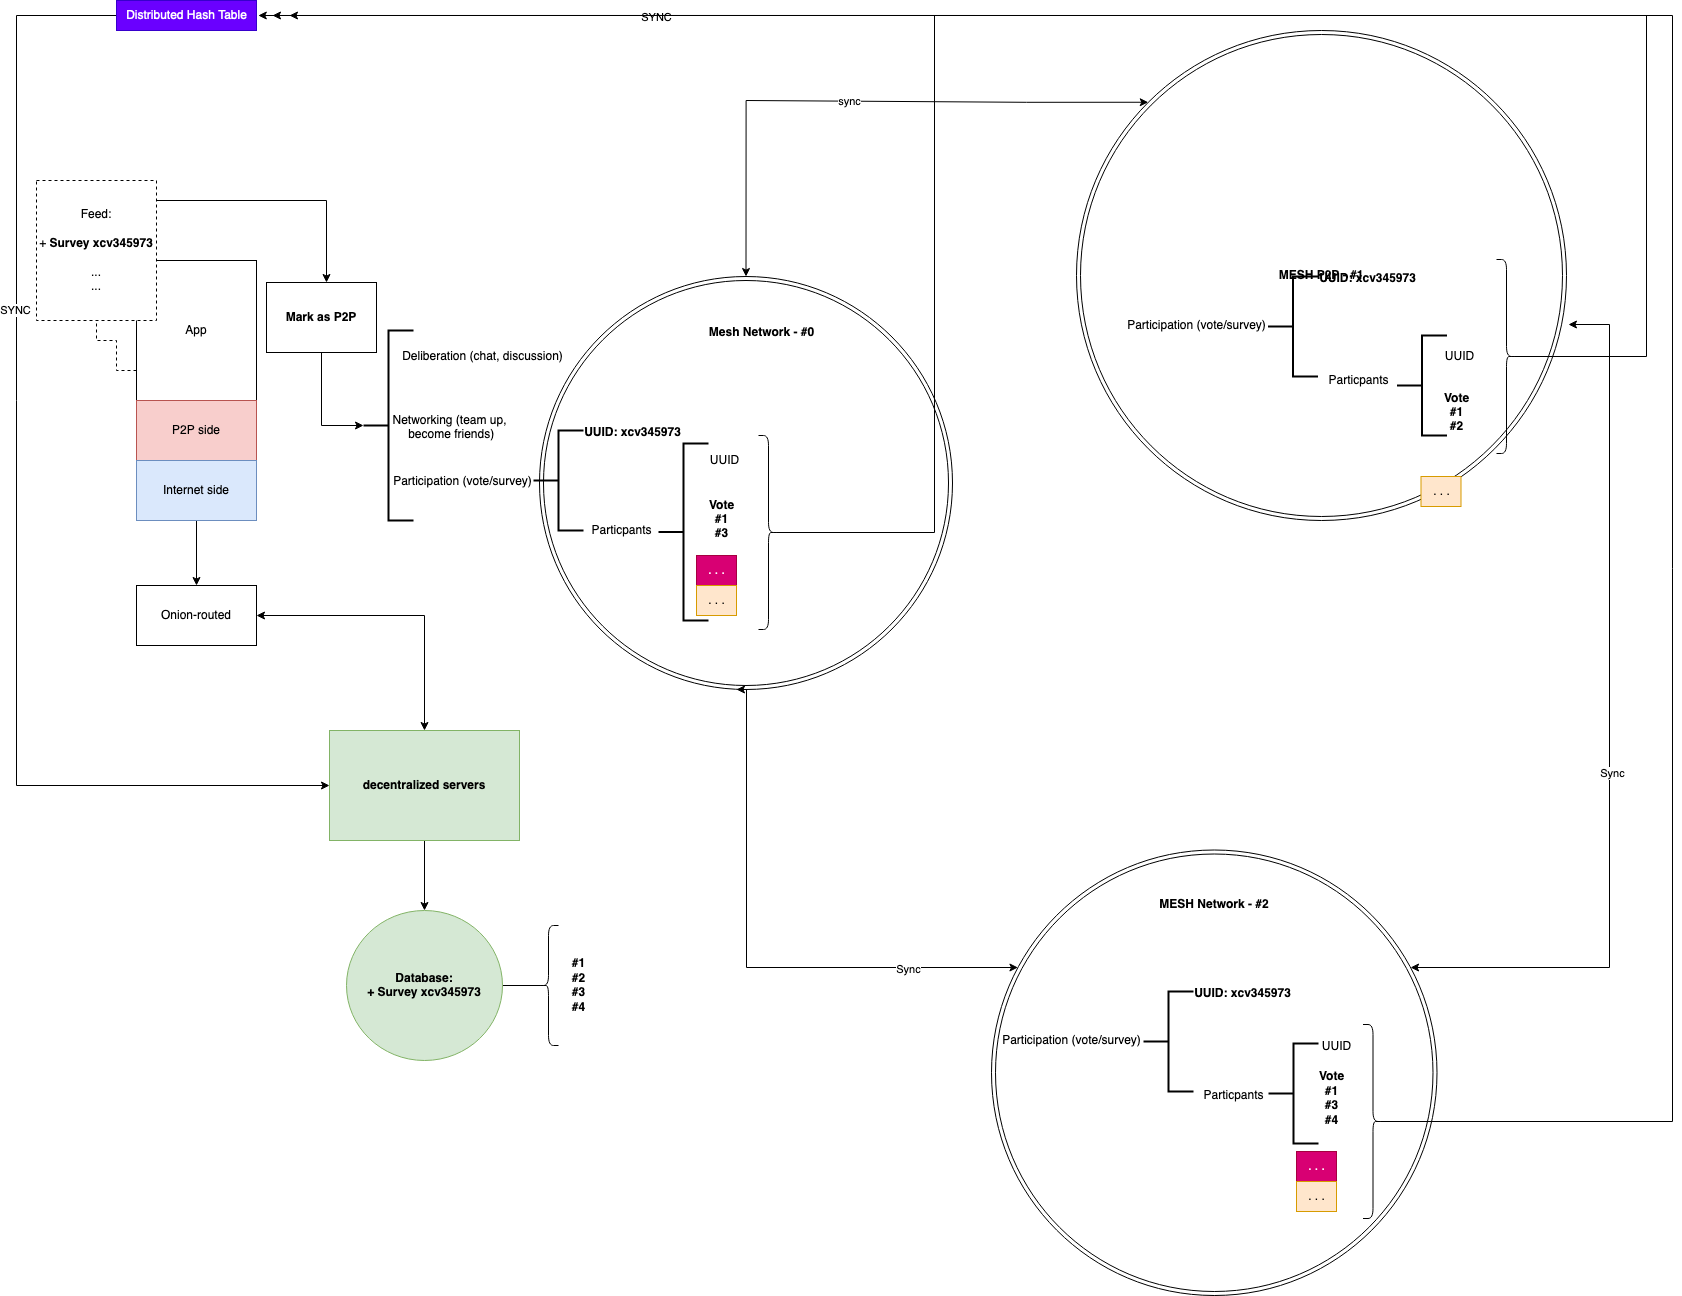 Distributed Hash Table
SYNC
sync
Feed:
+ Survey xcv345973
...
...
SYNC
App
Mark as P2P
P2P side
Internet side
Onion-routed
Deliberation (chat, discussion)
Networking (team up,
become friends)
Participation (vote/survey)
Mesh Network - #0
UUID: xcv345973
UUID
Vote
#1
#3
Particpants
...
...
MESH P2P - #1
UUID: xcv345973
Participation (vote/survey)
UUID
Particpants
Vote
#1
#2
...
decentralized servers
Sync
Database:
+ Survey xcv345973
#1
#2
#3
#4
Sync
MESH Network - #2
UUID: xcv345973
Participation (vote/survey)
UUID
Vote
#1
#3
#4
Particpants
...
...